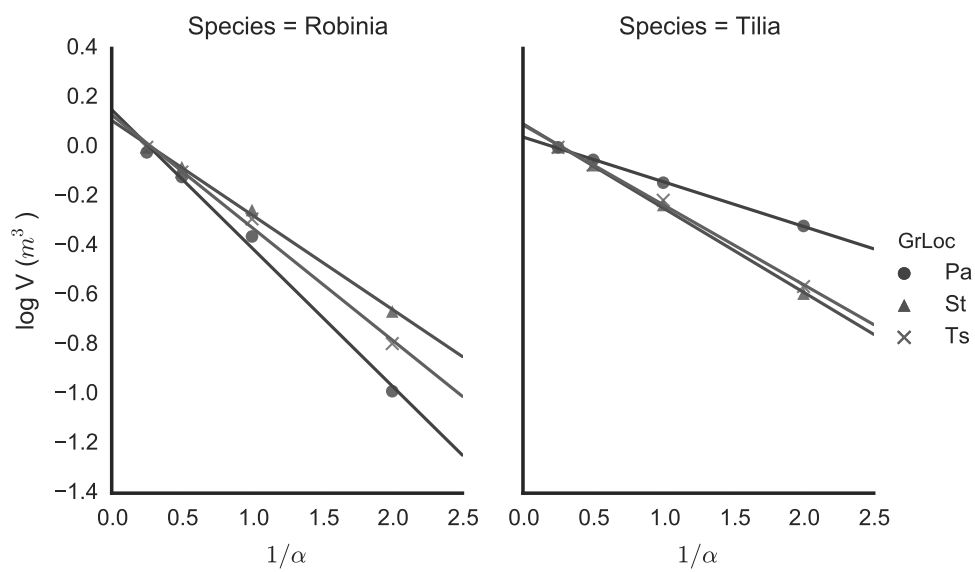 Species = Robinia
Species = Tilia
0.4
0.2
0.0
−0.2
−0.4
−0.6
−0.8
−1.0
−1.2
−1.4
log V (m³)
0.0 0.5 1.0 1.5 2.0 2.5
0.0 0.5 1.0 1.5 2.0 2.5
1/α
1/α
GrLoc
Pa
St
Ts